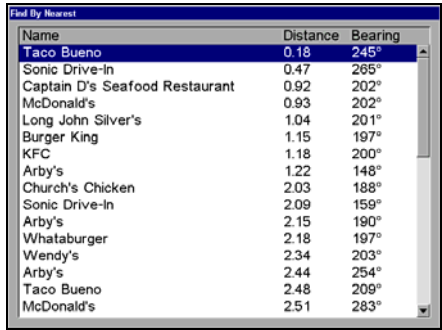 Find By Nearest
Name Distance Bearing
Taco Bueno 0.18 245°
Sonic Drive-In 0.47 265°
Captain D's Seafood Restaurant 0.92 202°
McDonald's 0.93 202°
Long John Silver's 1.04 201°
Burger King 1.15 197°
KFC 1.18 200°
Arby's 1.22 148°
Church's Chicken 2.03 188°
Sonic Drive-In 2.09 159°
Arby's 2.15 190°
Whataburger 2.18 197°
Wendy's 2.34 203°
Arby's 2.44 254°
Taco Bueno 2.48 209°
McDonald's 2.51 283°